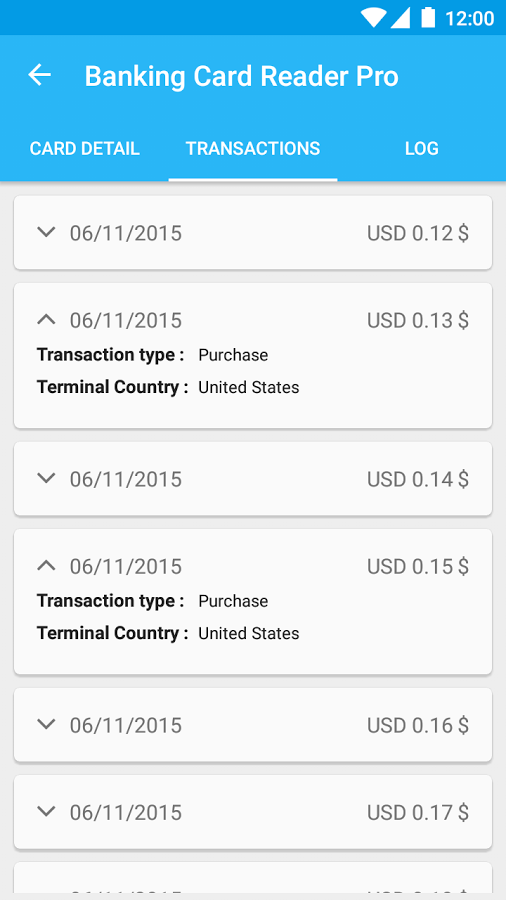 12:00
Banking Card Reader Pro
CARD DETAIL TRANSACTIONS LOG
06/11/2015 USD 0.12 $
06/11/2015 USD 0.13 $
Transaction type : Purchase
Terminal Country : United States
06/11/2015 USD 0.14 $
06/11/2015 USD 0.15 $
Transaction type : Purchase
Terminal Country : United States
06/11/2015 USD 0.16 $
06/11/2015 USD 0.17 $